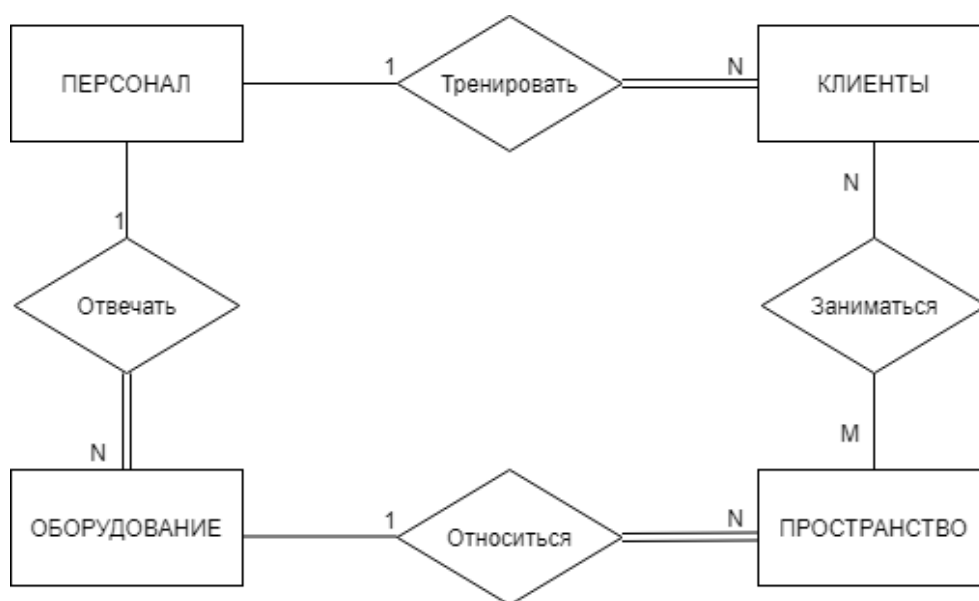 ПЕРСОНАЛ
1
Тренировать
N
КЛИЕНТЫ
1
N
Отвечать
Заниматься
N
M
ОБОРУДОВАНИЕ
1
Относиться
N
ПРОСТРАНСТВО